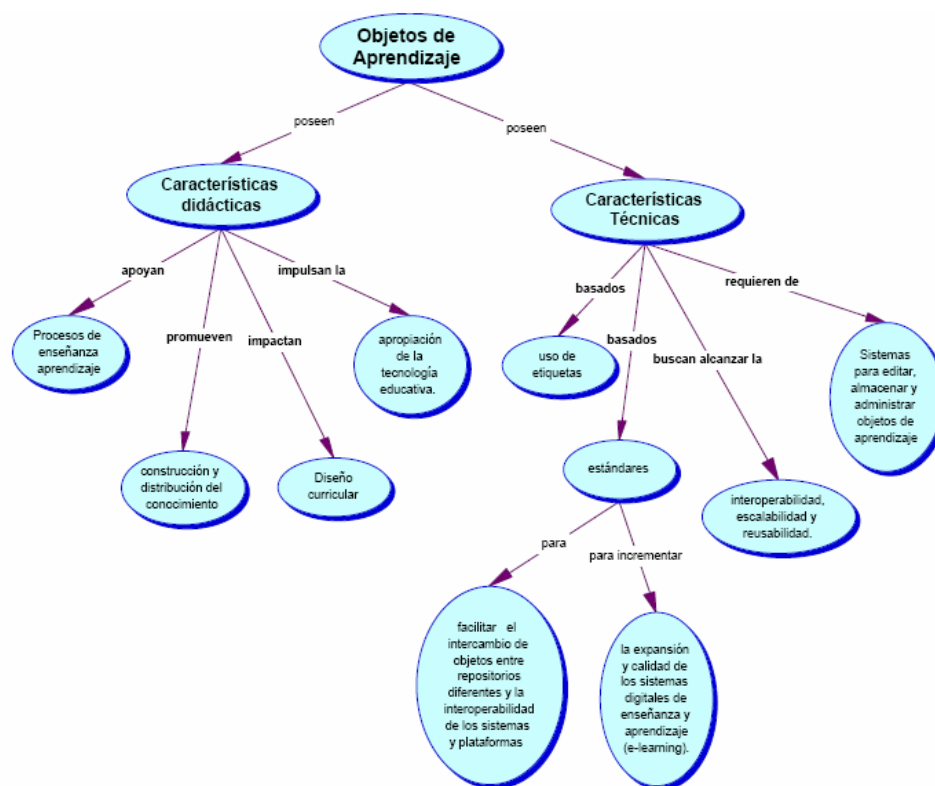 Objetos de
Aprendizaje
poseen
poseen
Características
didácticas
Características
Técnicas
apoyan
impulsan la
promueven
impactan
basados
basados
requieren de
buscan alcanzar la
Procesos de
enseñanza
aprendizaje
apropiación
de la
tecnología
educativa.
uso de
etiquetas
Sistemas
para editar,
almacenar y
administrar
objetos de
aprendizaje
construcción y
distribución del
conocimiento
Diseño
curricular
estándares
interoperabilidad,
escalabilidad y
reusabilidad.
para
para incrementar
facilitar el
intercambio de
objetos entre
repositorios
diferentes y la
interoperabilidad
de los sistemas
y plataformas
la expansión
y calidad de
los sistemas
digitales de
enseñanza y
aprendizaje
(e-learning).